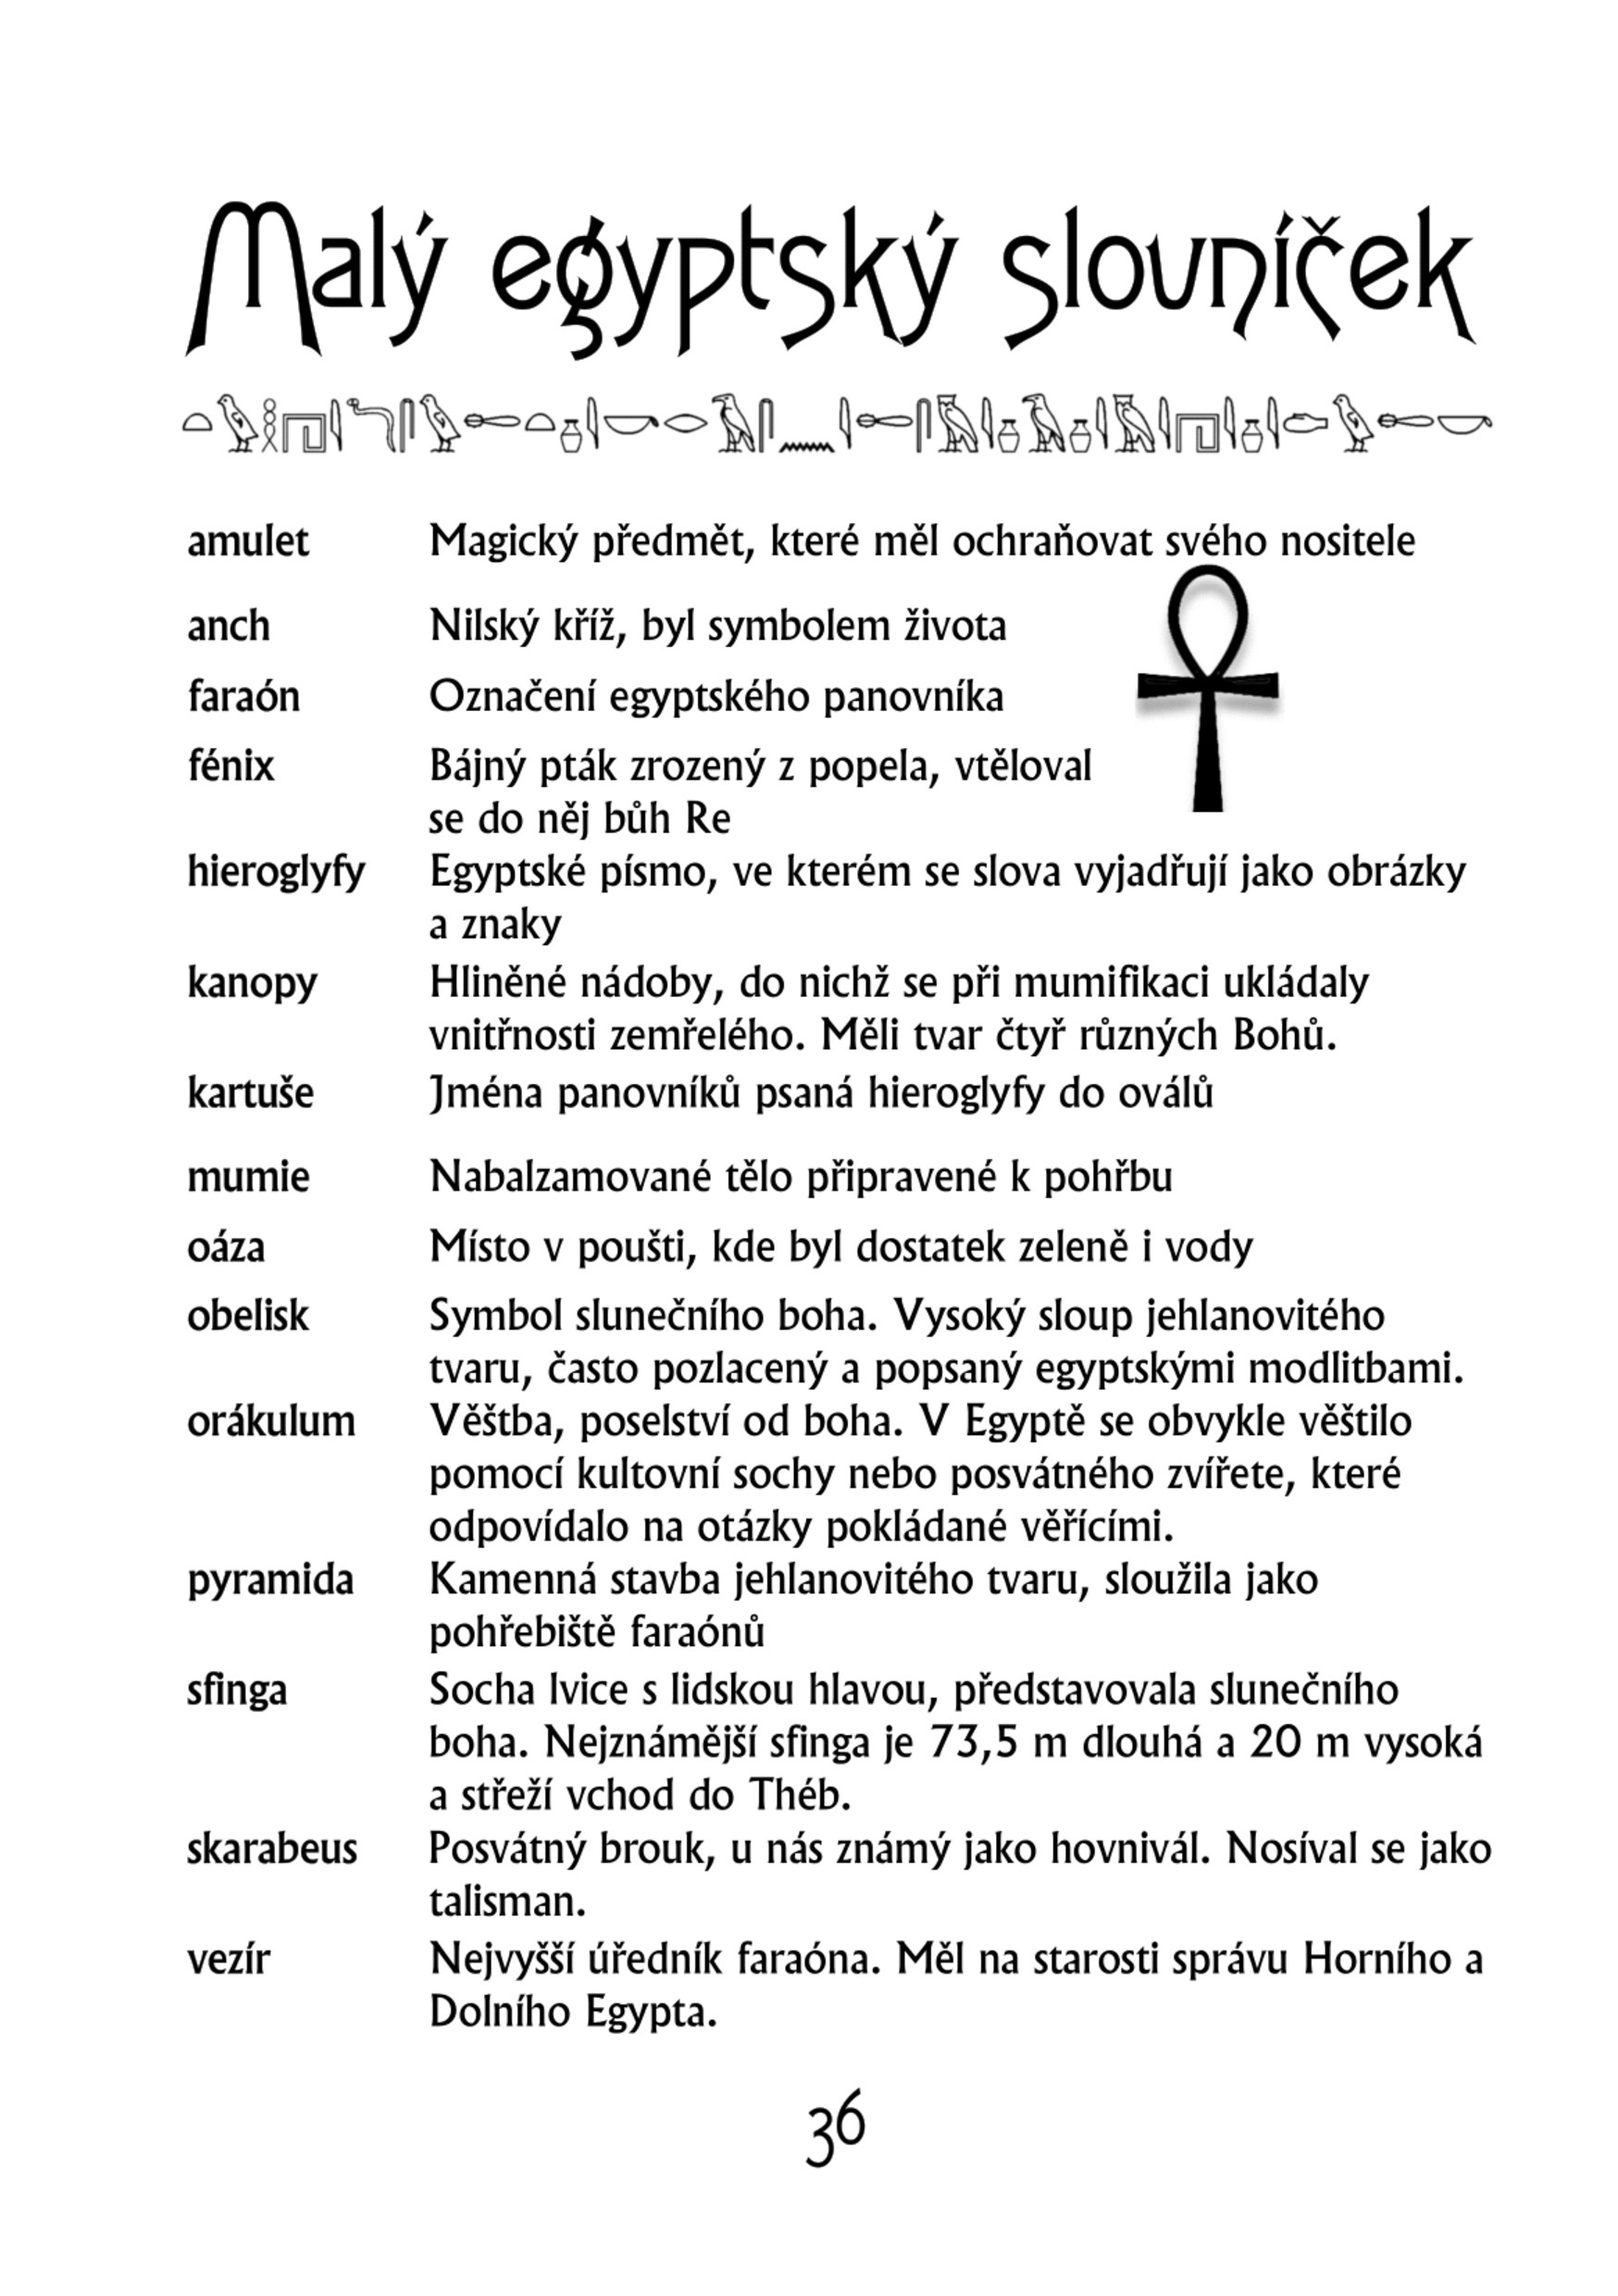 Malý egyptský slovníček
amulet Magický předmět, které měl ochraňovat svého nositele
anch Nilský kříž, byl symbolem života
faraón Označení egyptského panovníka
fénix Bájný pták zrozený z popela, vtěloval
se do něj bůh Re
hieroglyfy Egyptské písmo, ve kterém se slova vyjadřují jako obrázky
a znaky
kanopy Hliněné nádoby, do nichž se při mumifikaci ukládaly
vnitřnosti zemřelého. Měli tvar čtyř různých Bohů.
kartuše Jména panovníků psaná hieroglyfy do oválů
mumie Nabalzamované tělo připravené k pohřbu
oáza Místo v poušti, kde byl dostatek zeleně i vody
obelisk Symbol slunečního boha. Vysoký sloup jehlanovitého
tvaru, často pozlacený a popsaný egyptskými modlitbami.
orákulum Věštba, poselství od boha. V Egyptě se obvykle věštilo
pomocí kultovní sochy nebo posvátného zvířete, které
odpovídalo na otázky pokládané věřícími.
pyramida Kamenná stavba jehlanovitého tvaru, sloužila jako
pohřebiště faraónů
sfinga Socha lvice s lidskou hlavou, představovala slunečního
boha. Nejznámější sfinga je 73,5 m dlouhá a 20 m vysoká
a střeží vchod do Théb.
skarabeus Posvátný brouk, u nás známý jako hovnivál. Nosíval se jako
talisman.
vezír Nejvyšší úředník faraóna. Měl na starosti správu Horního a
Dolního Egypta.
36